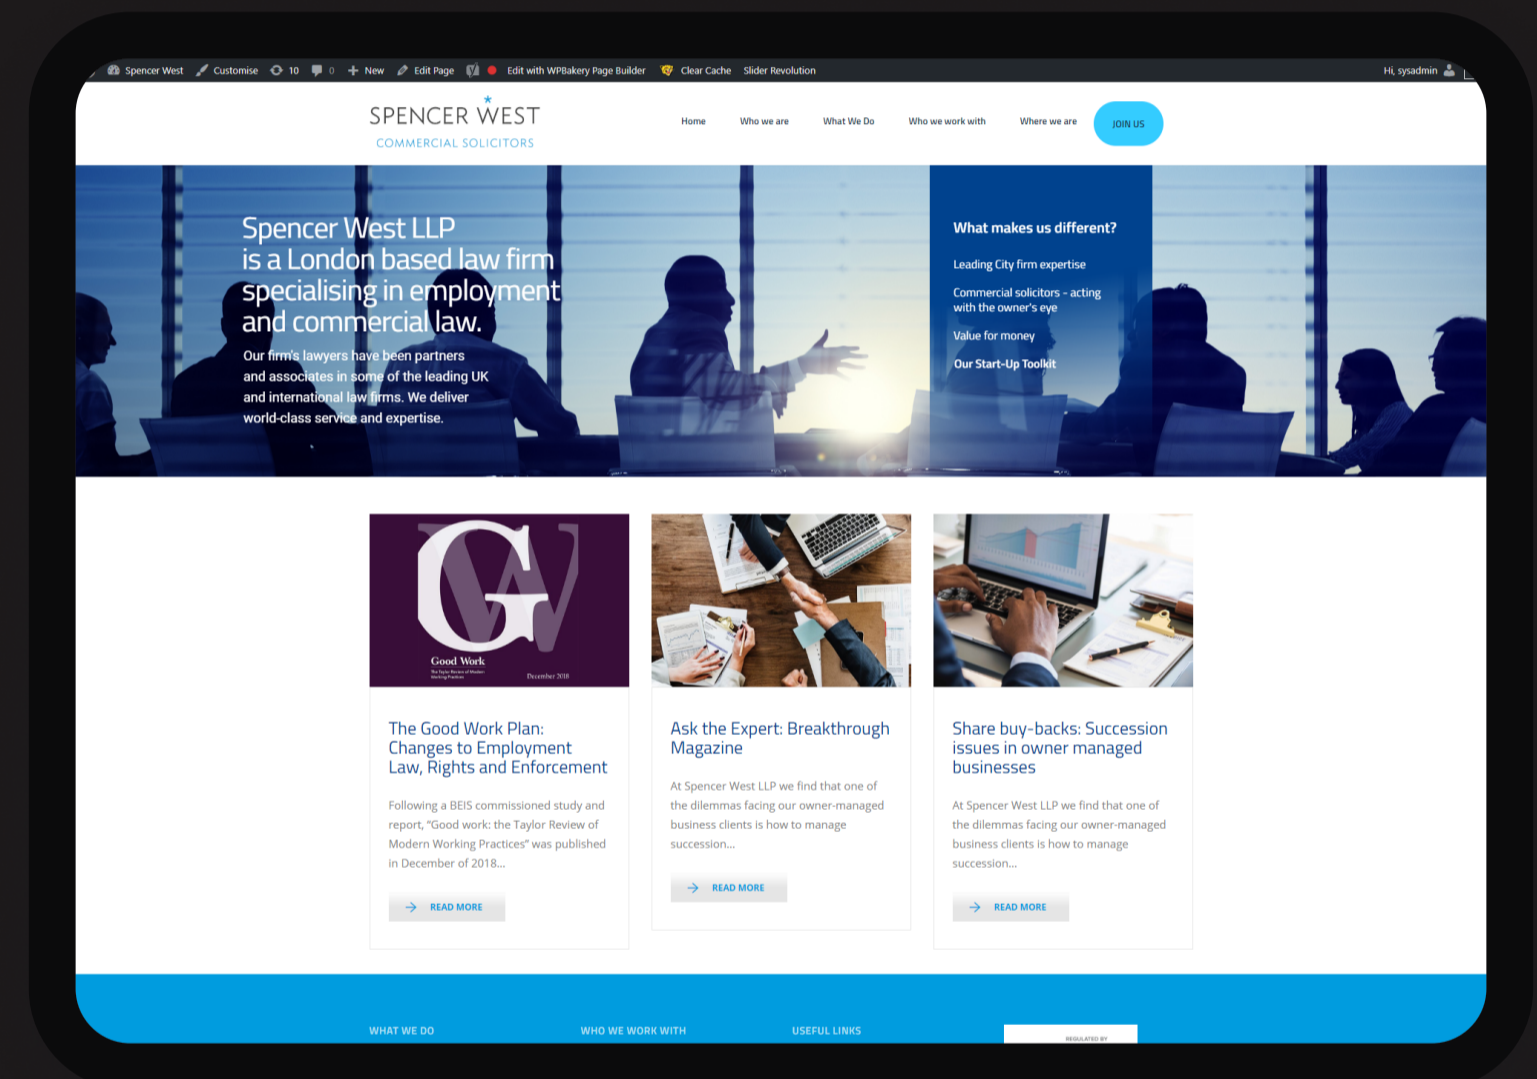 Spencer West Customise 10 0 New Edit Page Edit with WPBakery Page Builder Clear Cache Slider Revolution Hi, sysadmin
SPENCER WEST
COMMERCIAL SOLICITORS
Home Who we are What We Do Who we work with Where we are JOIN US
Spencer West LLP
is a London based law firm
specialising in employment
and commercial law.
Our firm's lawyers have been partners
and associates in some of the leading UK
and international law firms. We deliver
world-class service and expertise.
What makes us different?
Leading City firm expertise
Commercial solicitors - acting
with the owner's eye
Value for money
Our Start-Up Toolkit
GW
Good Work
The Taylor Review of Modern
Working Practices
December 2018
The Good Work Plan:
Changes to Employment
Law, Rights and Enforcement
Following a BEIS commissioned study and
report, “Good work: the Taylor Review of
Modern Working Practices” was published
in December of 2018...
READ MORE
Ask the Expert: Breakthrough
Magazine
At Spencer West LLP we find that one of
the dilemmas facing our owner-managed
business clients is how to manage
succession...
READ MORE
Share buy-backs: Succession
issues in owner managed
businesses
At Spencer West LLP we find that one of
the dilemmas facing our owner-managed
business clients is how to manage
succession...
READ MORE
WHAT WE DO WHO WE WORK WITH USEFUL LINKS
REGULATED BY